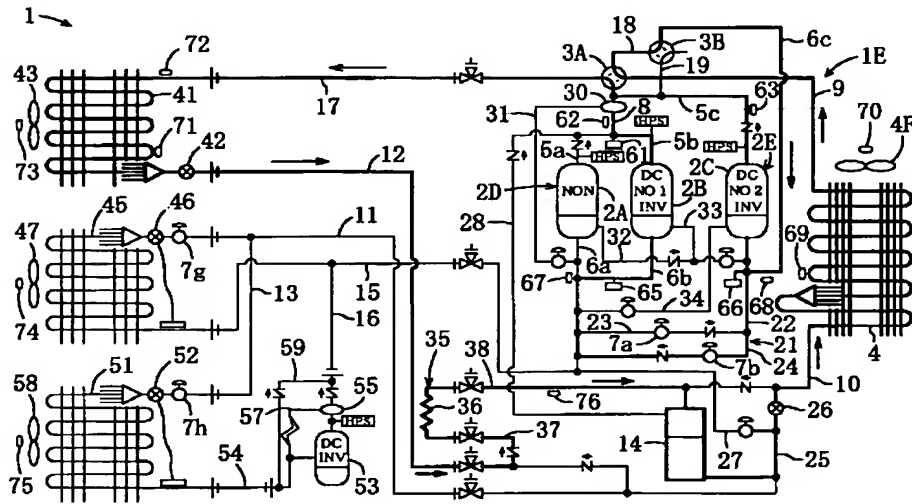 1
72
18
3B
6c
3A
1E
43
41
17
19
9
30
8
5c
63
70
4F
31
62
HPS
71
42
5a
HPS
61
5b
HPS
2E
73
12
2C
2D
NON
2A
DC
NO 1
INV
2B
DC
NO 2
INV
33
45
46
11
28
32
69
47
7g
6a
6b
67
65
66
68
74
13
15
34
16
23
22
7a
21
24
4
51
52
59
35
38
7b
10
58
55
36
76
26
7h
57
HPS
37
14
DC
INV
53
27
25
75
54